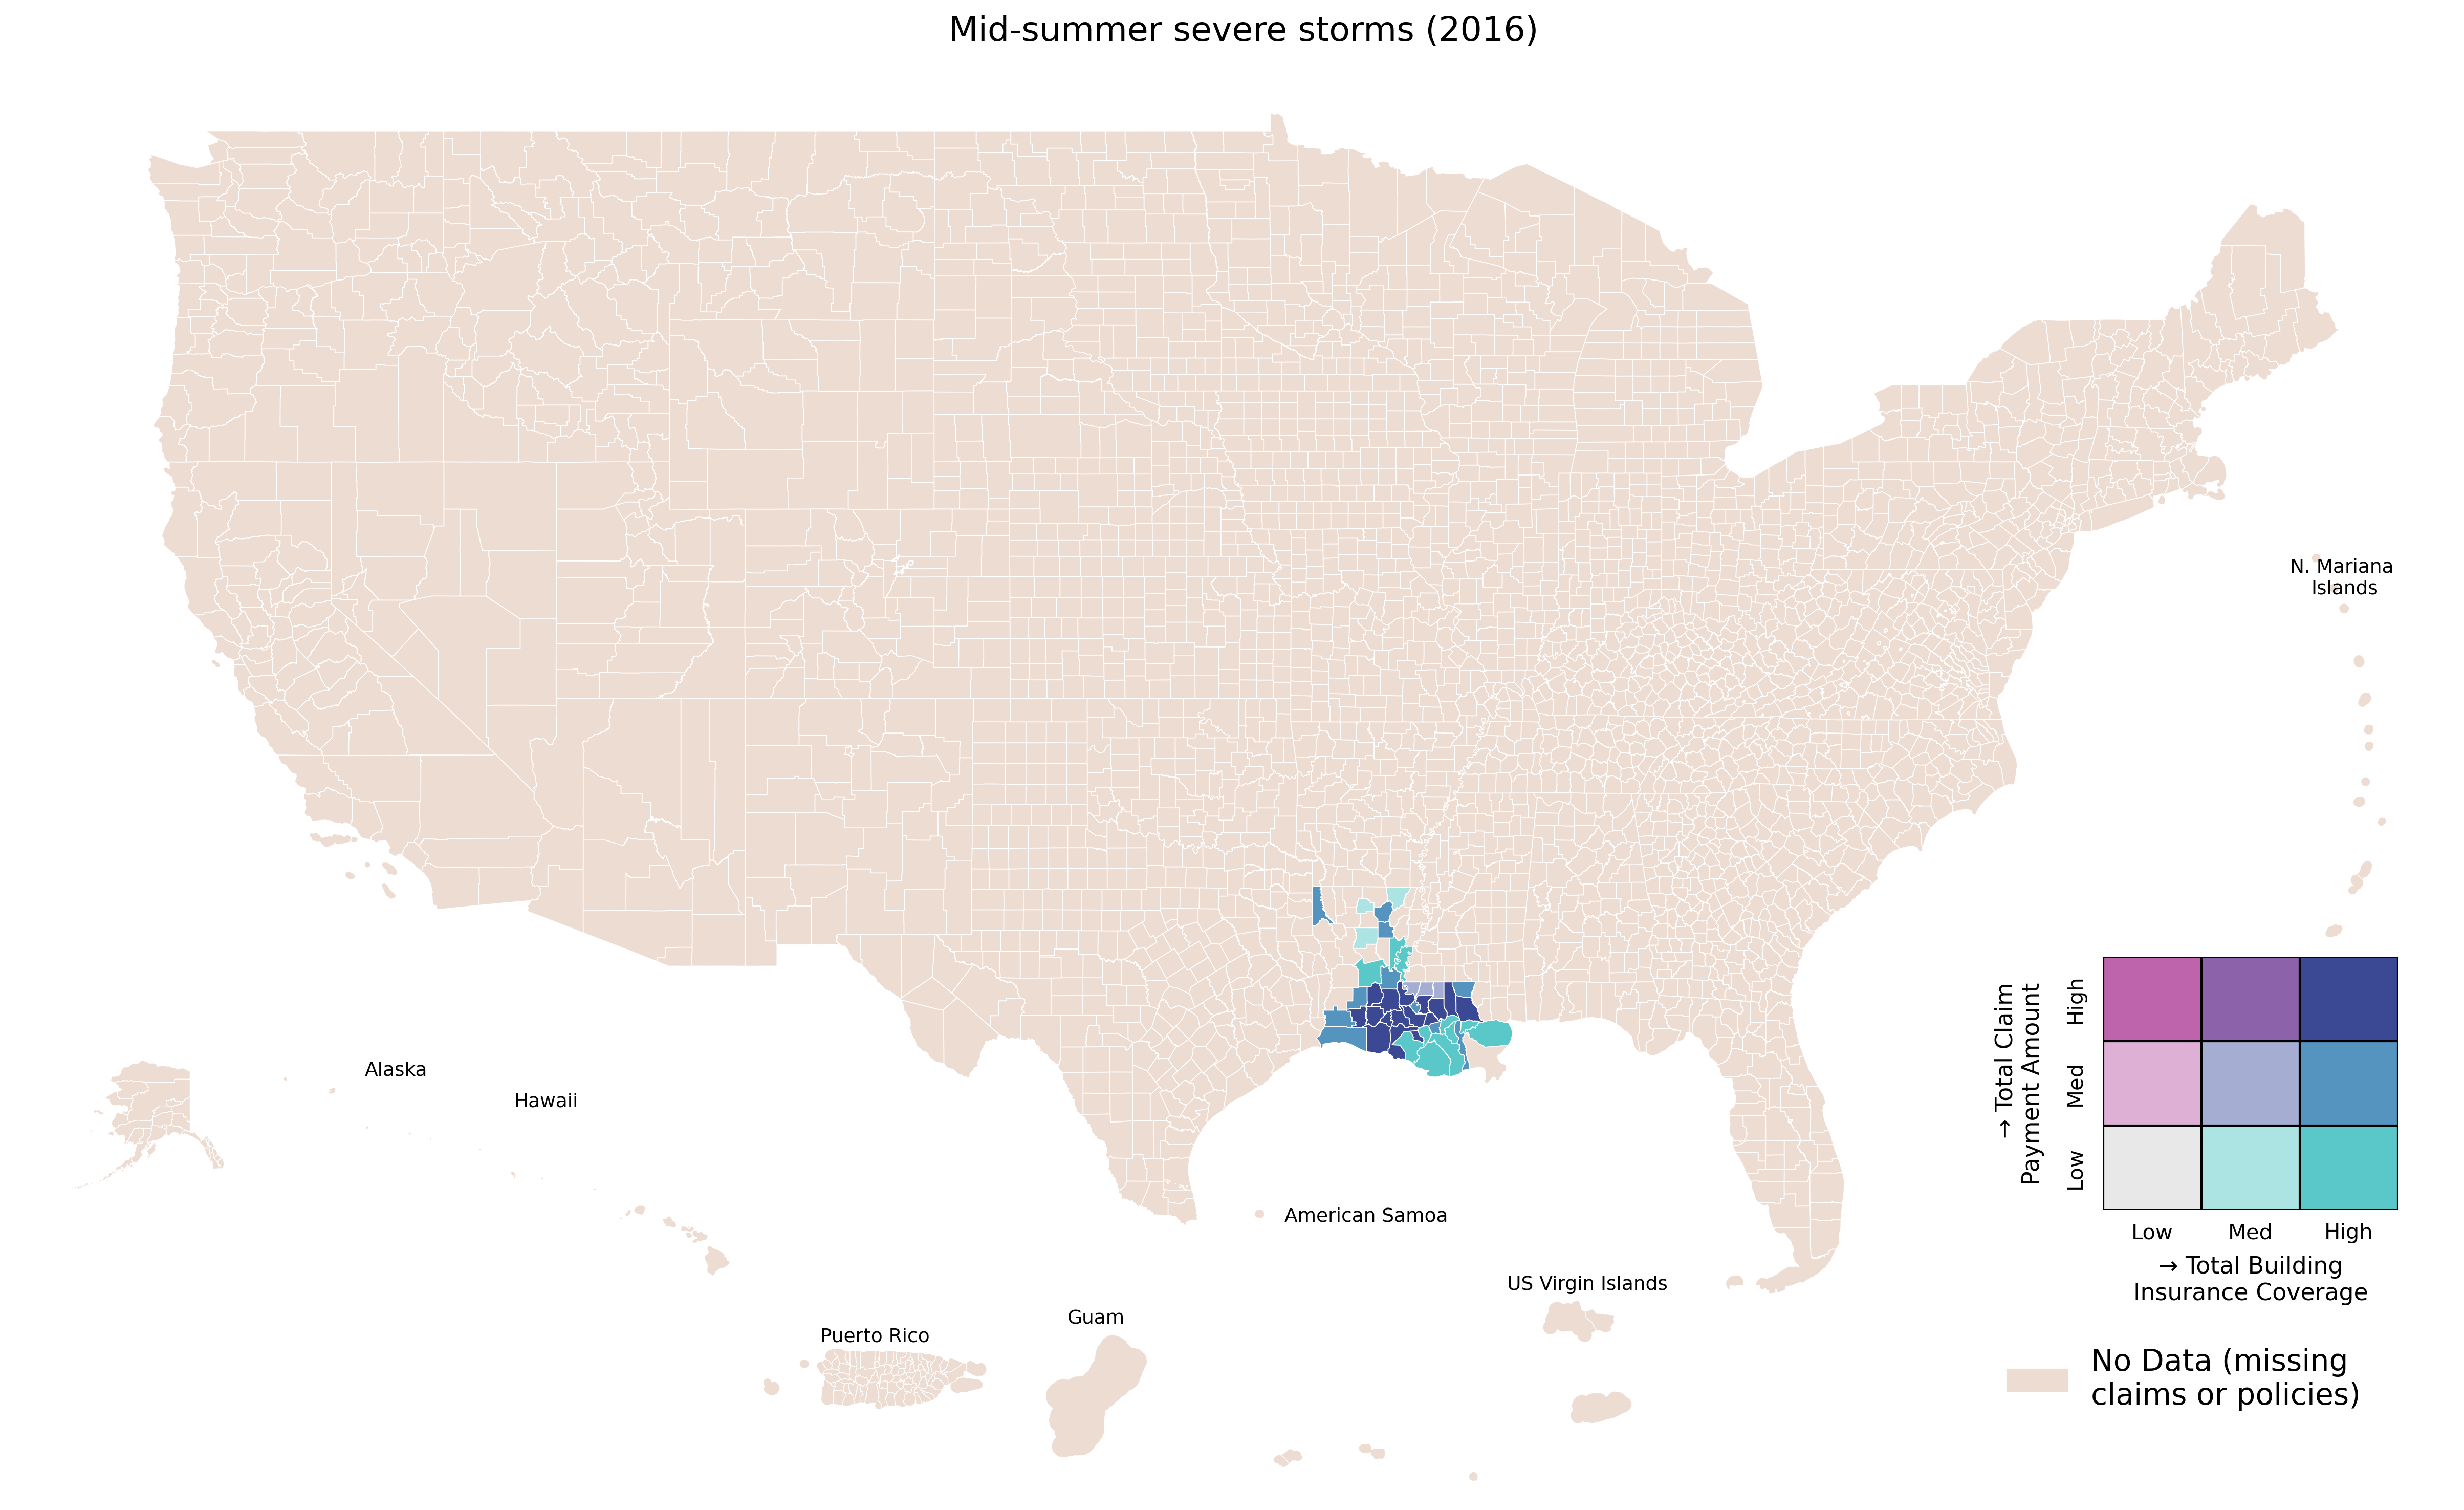 Mid-summer severe storms (2016)
N. Mariana
Islands
Alaska
Hawaii
American Samoa
US Virgin Islands
Guam
Puerto Rico
→ Total Claim
Payment Amount
High
Med
Low
Low
Med
High
→ Total Building
Insurance Coverage
No Data (missing
claims or policies)